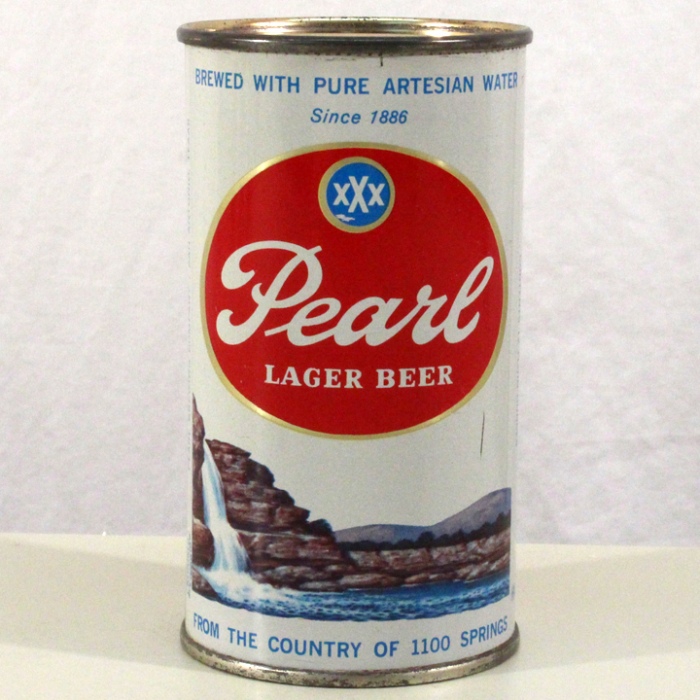 BREWED WITH PURE ARTESIAN WATER
Since 1886
XXX
Pearl
LAGER BEER
FROM THE COUNTRY OF 1100 SPRINGS